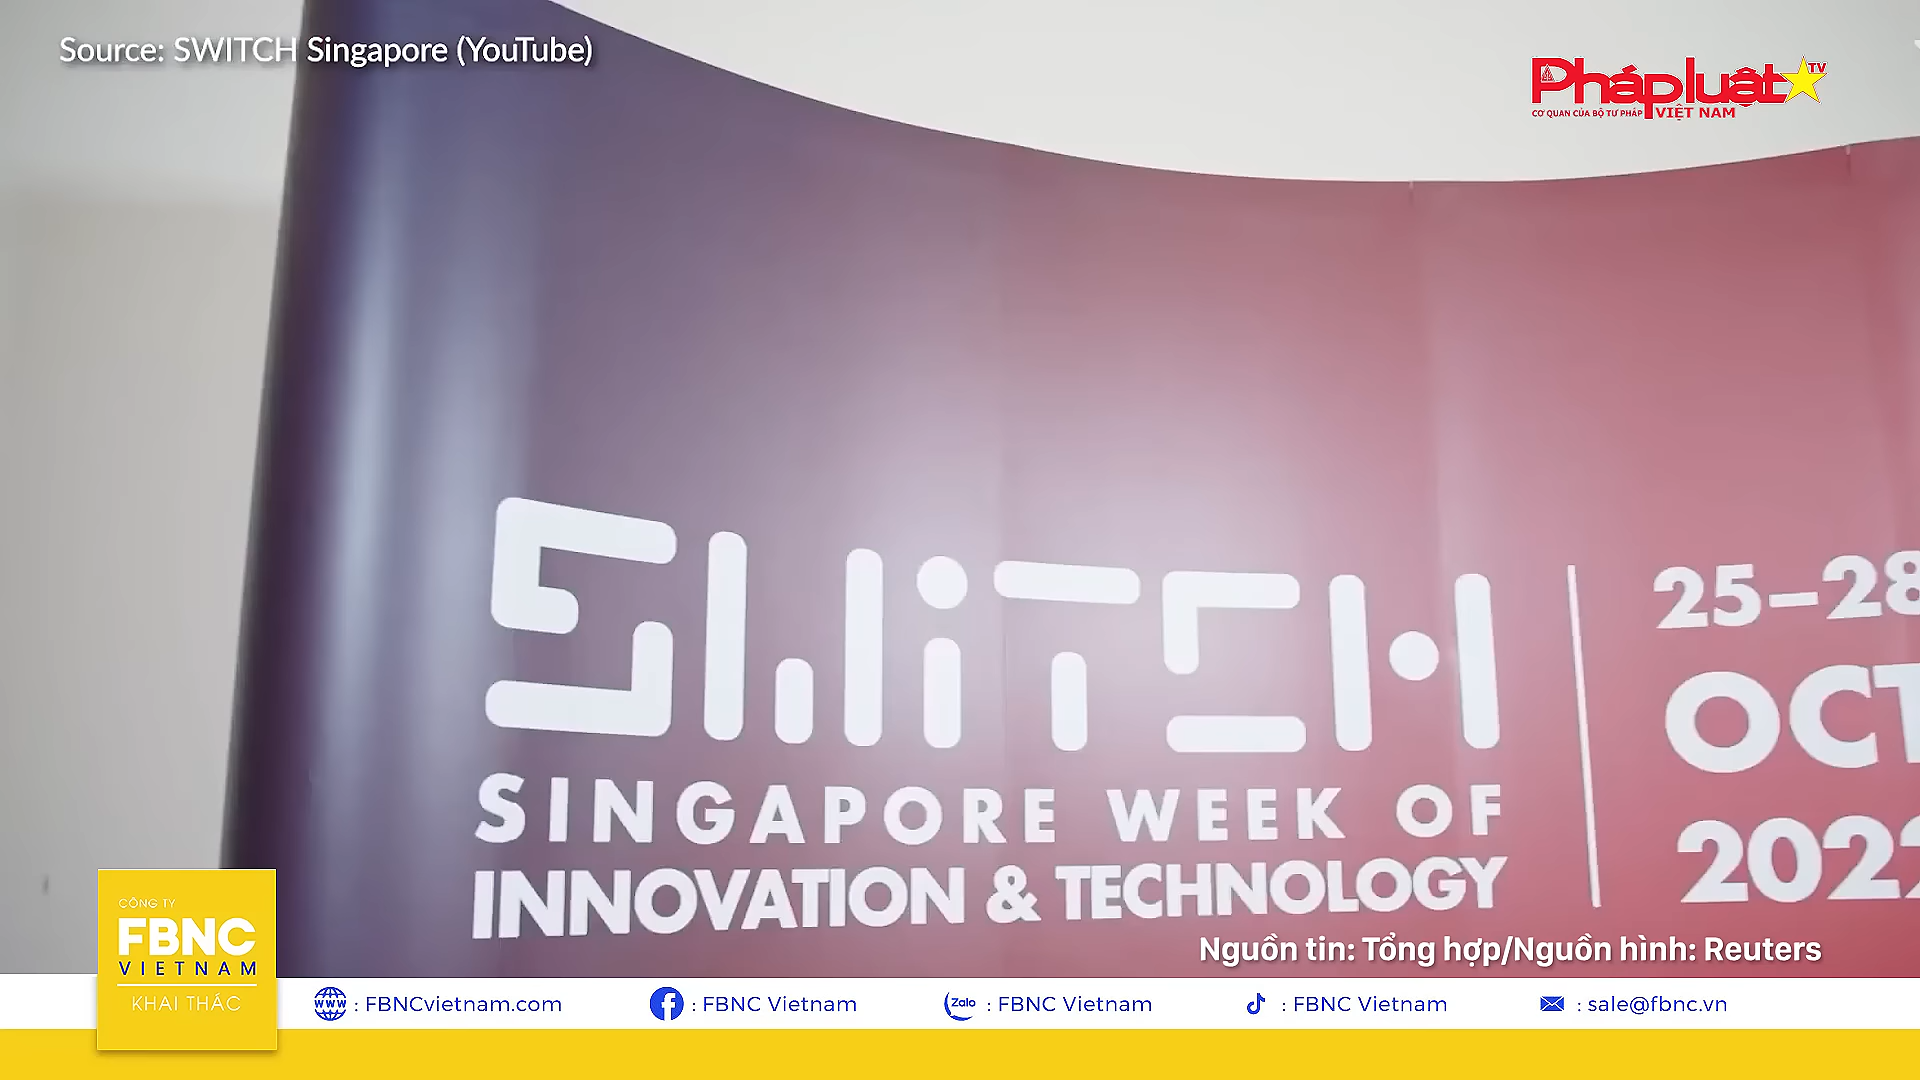 Source: SWITCH Singapore (YouTube)
Phápluật TV
CƠ QUAN CỦA BỘ TƯ PHÁP VIỆT NAM
SWITCH
SINGAPORE WEEK OF
INNOVATION & TECHNOLOGY
25–28
OCT
2022
Nguồn tin: Tổng hợp/Nguồn hình: Reuters
CÔNG TY
FBNC
VIETNAM
KHAI THÁC
WWW : FBNCvietnam.com
: FBNC Vietnam
Zalo : FBNC Vietnam
: FBNC Vietnam
: sale@fbnc.vn